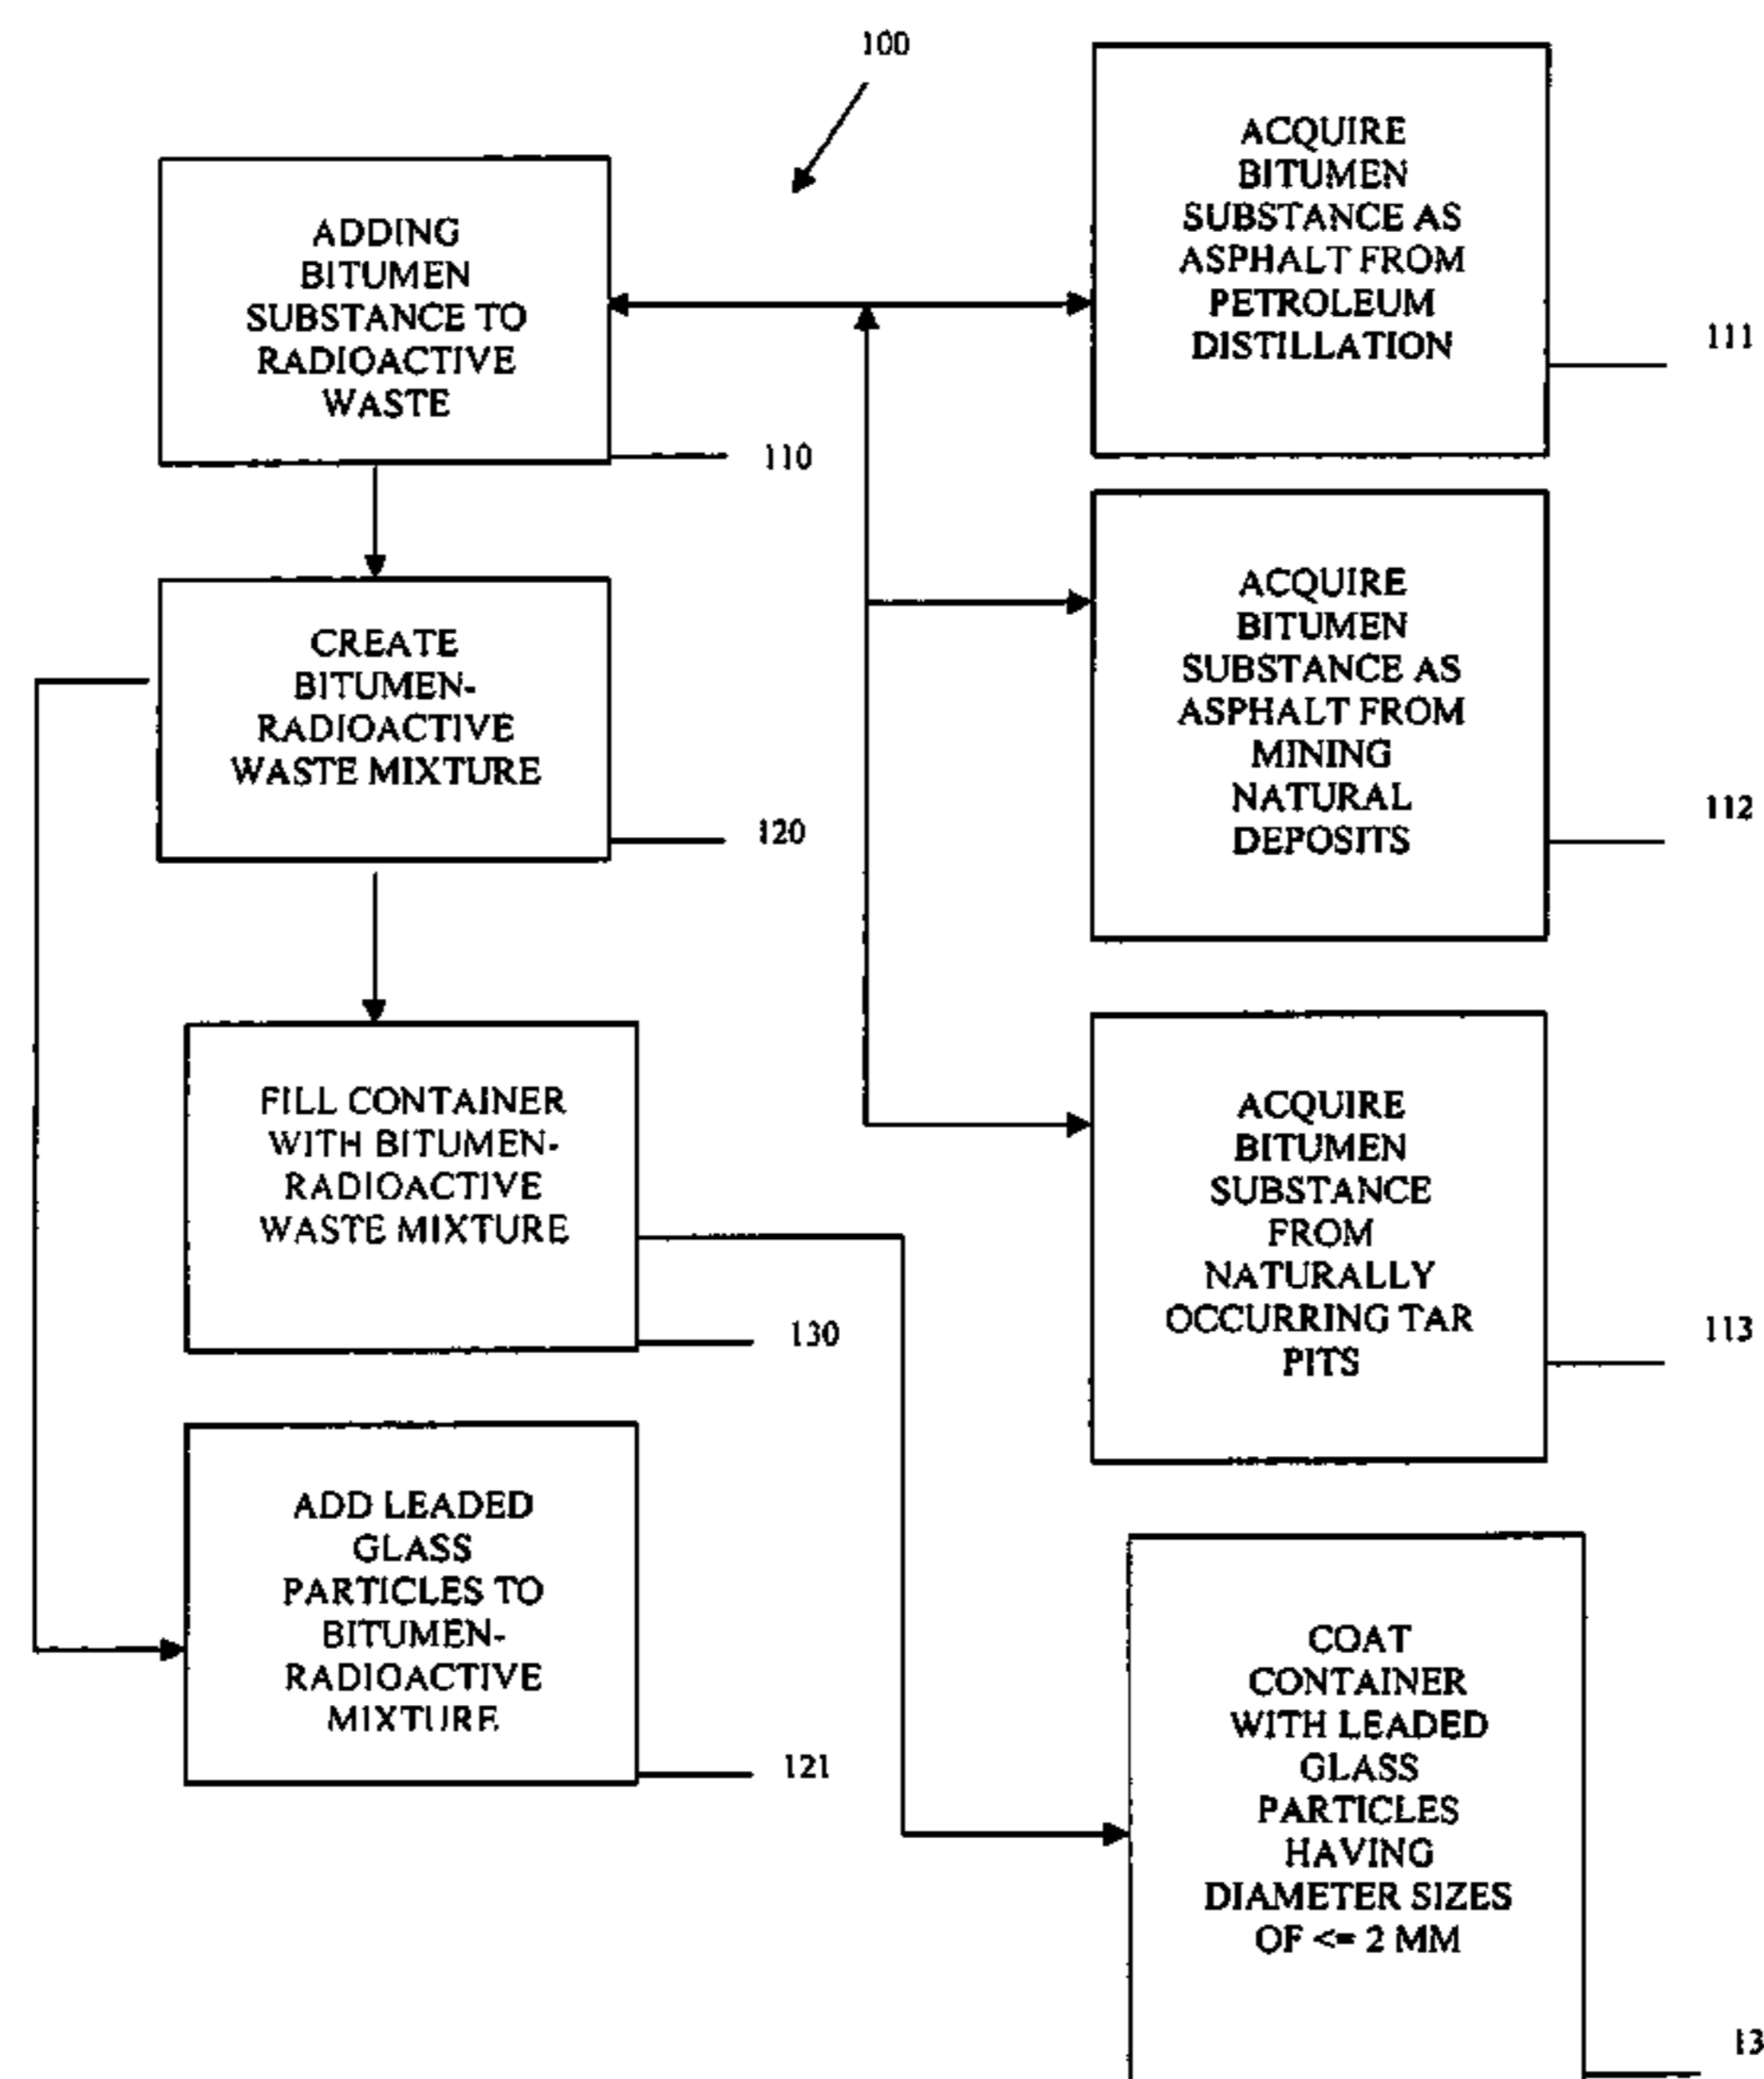 100
ADDING
BITUMEN
SUBSTANCE TO
RADIOACTIVE
WASTE
110
ACQUIRE
BITUMEN
SUBSTANCE AS
ASPHALT FROM
PETROLEUM
DISTILLATION
111
CREATE
BITUMEN-
RADIOACTIVE
WASTE MIXTURE
120
ACQUIRE
BITUMEN
SUBSTANCE AS
ASPHALT FROM
MINING
NATURAL
DEPOSITS
112
FILL CONTAINER
WITH BITUMEN-
RADIOACTIVE
WASTE MIXTURE
130
ACQUIRE
BITUMEN
SUBSTANCE
FROM
NATURALLY
OCCURRING TAR
PITS
113
ADD LEADED
GLASS
PARTICLES TO
BITUMEN-
RADIOACTIVE
MIXTURE
121
COAT
CONTAINER
WITH LEADED
GLASS
PARTICLES
HAVING
DIAMETER SIZES
OF <= 2 MM